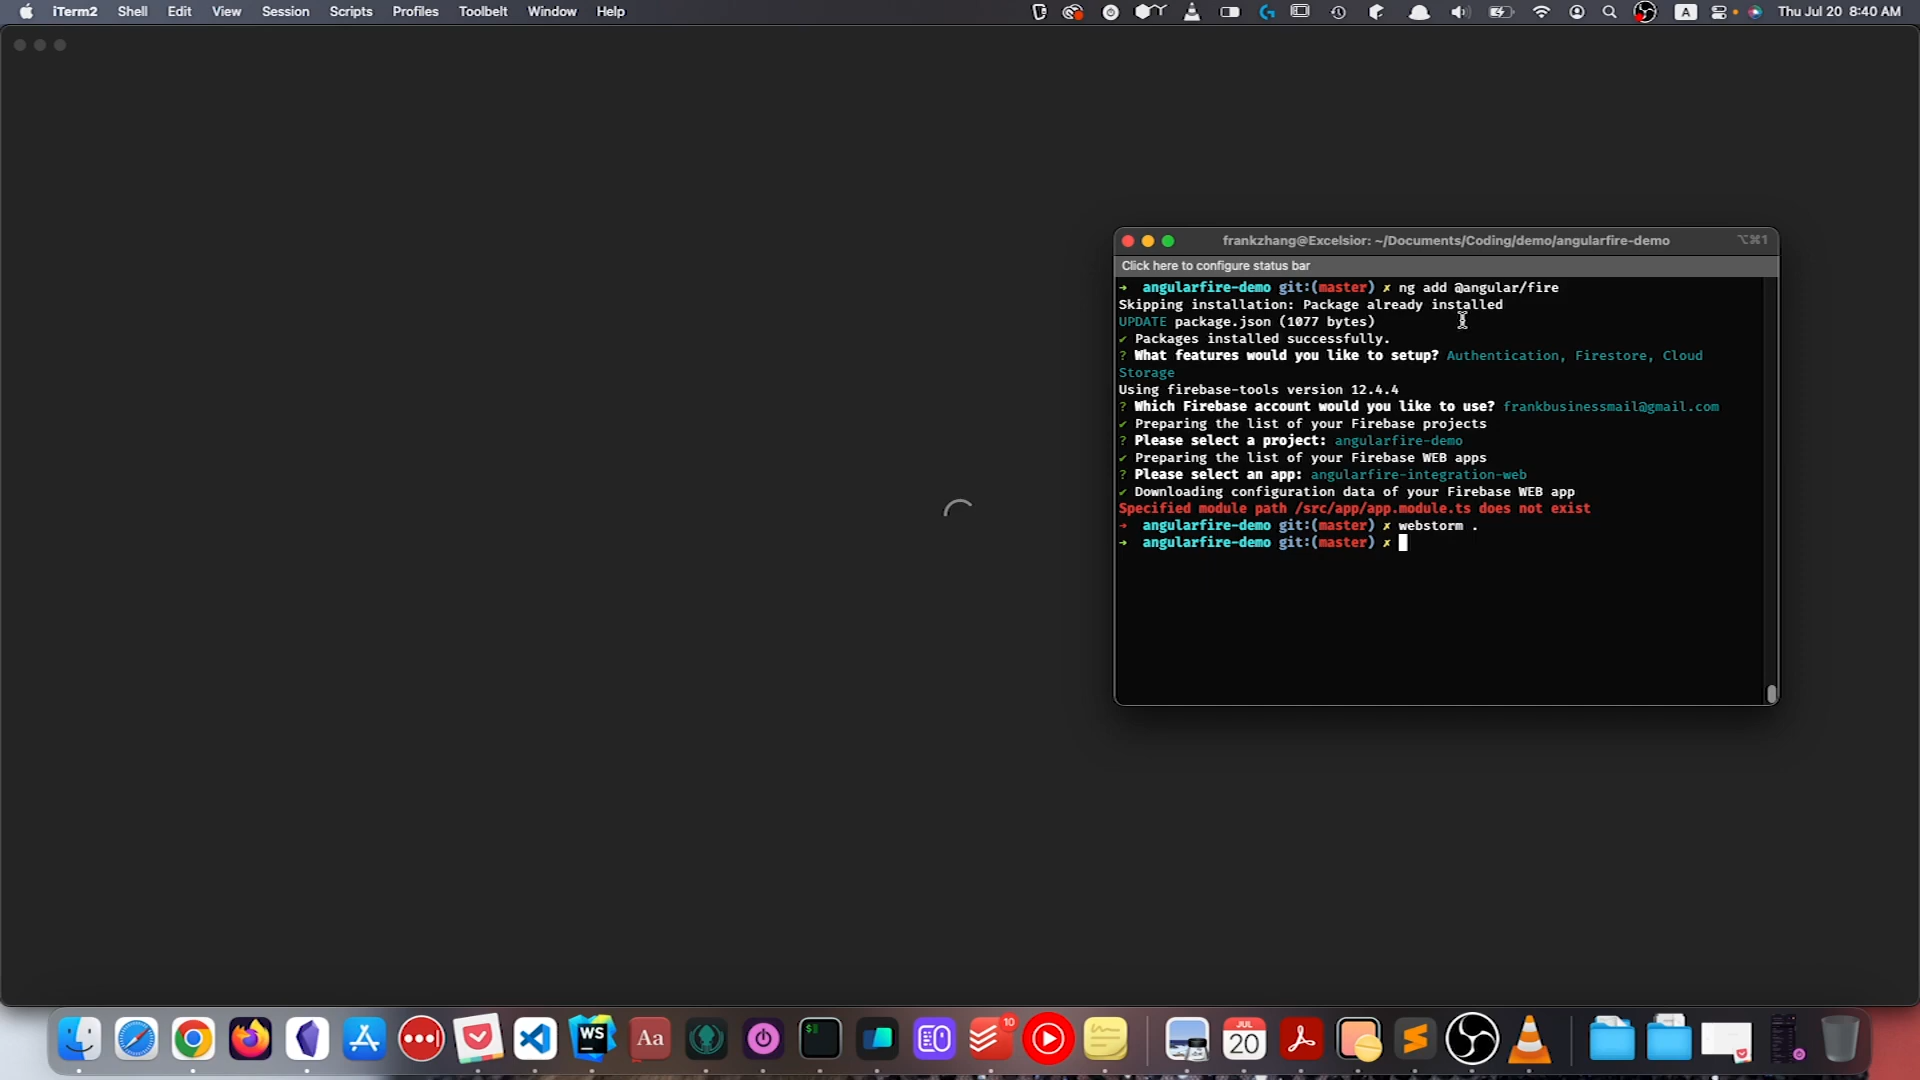 iTerm2 Shell Edit View Session Scripts Profiles Toolbelt Window Help A Thu Jul 20 8:40 AM
frankzhang@Excelsior: ~/Documents/Coding/demo/angularfire-demo ⌥⌘1
Click here to configure status bar
→ angularfire-demo git:(master) ✗ ng add @angular/fire
Skipping installation: Package already installed
UPDATE package.json (1077 bytes)
✔ Packages installed successfully.
? What features would you like to setup? Authentication, Firestore, Cloud
Storage
Using firebase-tools version 12.4.4
? Which Firebase account would you like to use? frankbusinessmail@gmail.com
✔ Preparing the list of your Firebase projects
? Please select a project: angularfire-demo
✔ Preparing the list of your Firebase WEB apps
? Please select an app: angularfire-integration-web
✔ Downloading configuration data of your Firebase WEB app
Specified module path /src/app/app.module.ts does not exist
→ angularfire-demo git:(master) ✗ webstorm .
→ angularfire-demo git:(master) ✗
WS Aa $ 10 JUL 20